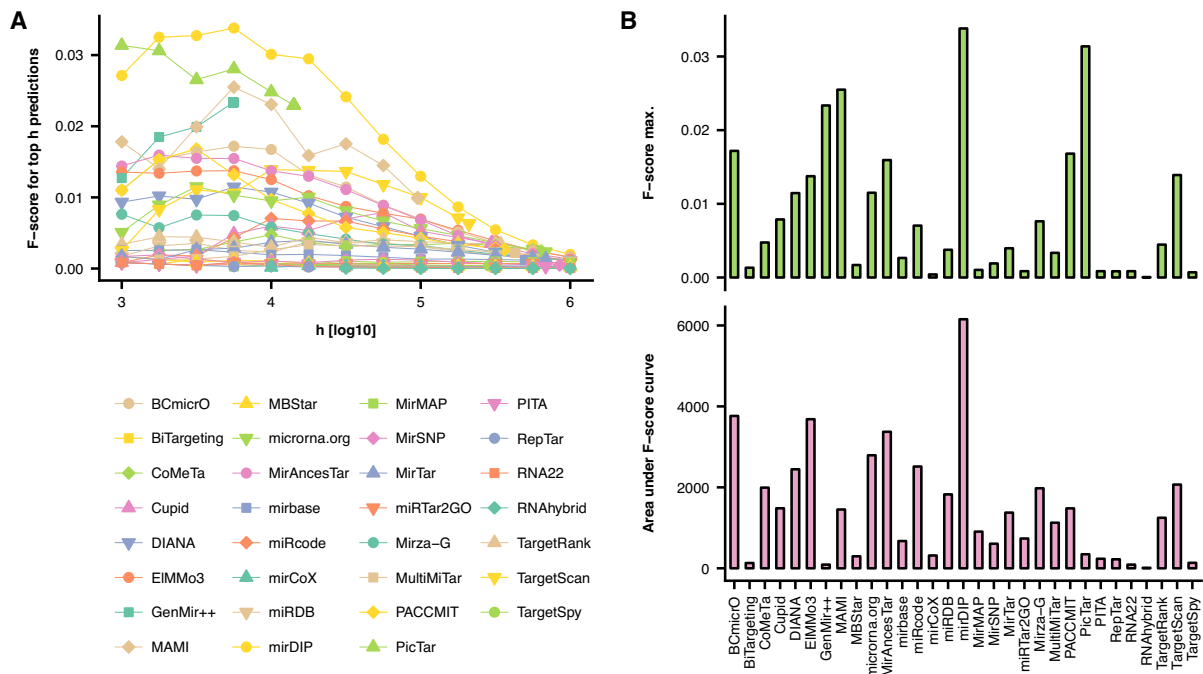 A
F-score for top h predictions
0.03
0.02
0.01
0.00
3
4
5
6
h [log10]
BCmicrO
MBStar
MirMAP
PITA
BiTargeting
microrna.org
MirSNP
RepTar
CoMeTa
MirAncesTar
MirTar
RNA22
Cupid
mirbase
miRTar2GO
RNAhybrid
DIANA
miRcode
Mirza-G
TargetRank
EIMMo3
mirCoX
MultiMiTar
TargetScan
GenMir++
miRDB
PACCMIT
TargetSpy
MAMI
mirDIP
PicTar
B
F-score max.
0.03
0.02
0.01
0.00
Area under F-score curve
6000
4000
2000
0
BCmicrO
BiTargeting
CoMeTa
Cupid
DIANA
EIMMo3
GenMir++
MAMI
MBStar
microrna.org
MirAncesTar
mirbase
miRcode
mirCoX
miRDB
mirDIP
MirMAP
MirSNP
MirTar
miRTar2GO
Mirza-G
MultiMiTar
PACCMIT
PicTar
PITA
RepTar
RNA22
RNAhybrid
TargetRank
TargetScan
TargetSpy